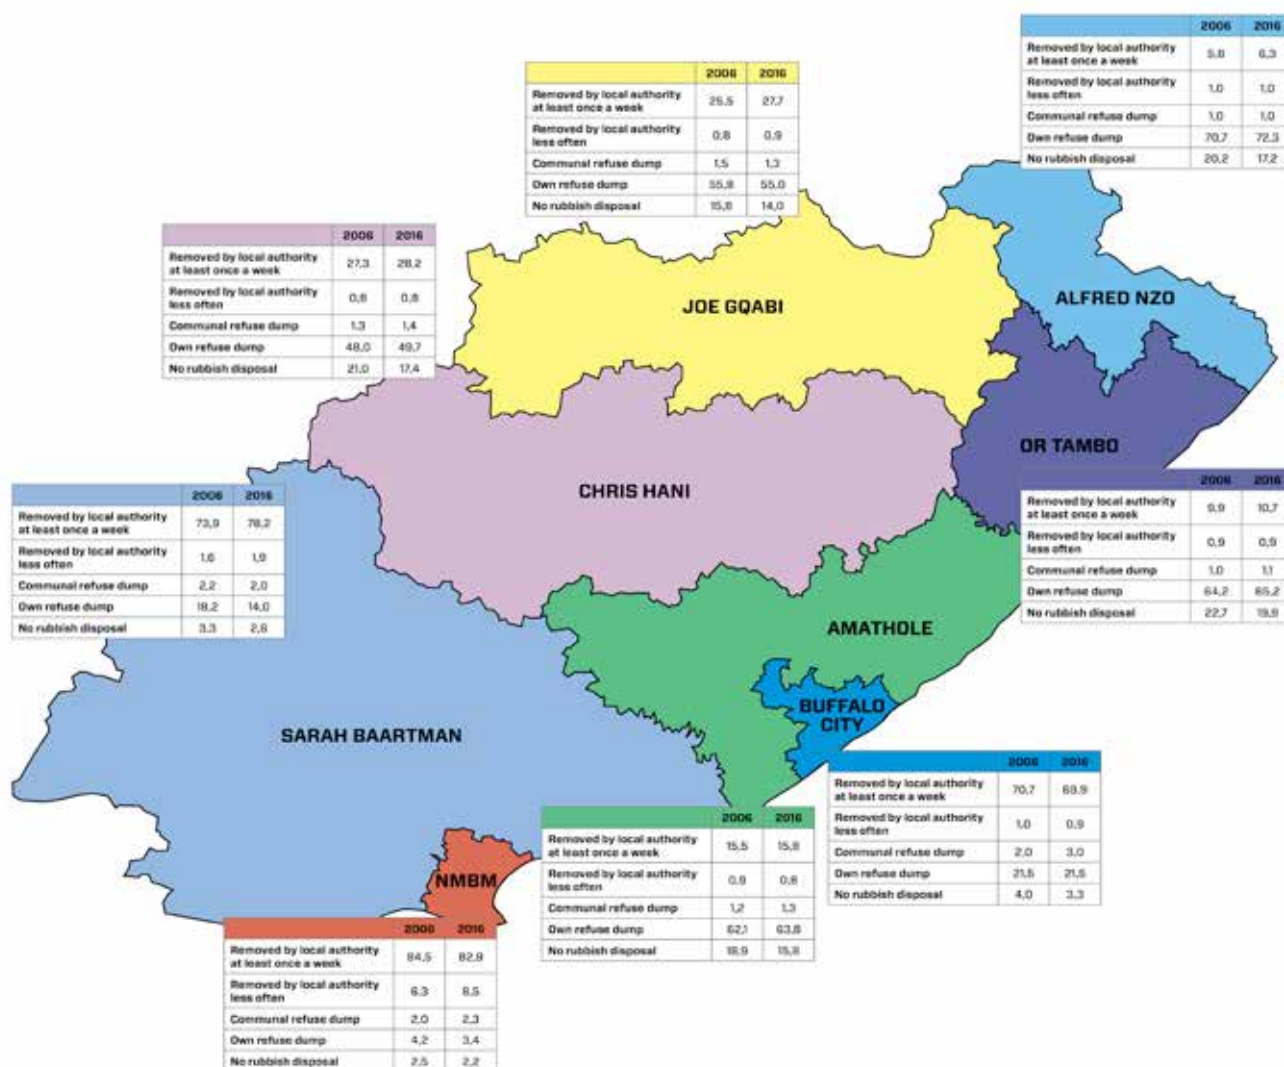 2006 2016
Removed by local authority
at least once a week 5,8 6,3
Removed by local authority
less often 1,0 1,0
Communal refuse dump 1,0 1,0
Own refuse dump 70,7 72,3
No rubbish disposal 20,2 17,2
2006 2016
Removed by local authority
at least once a week 25,5 27,7
Removed by local authority
less often 0,8 0,9
Communal refuse dump 1,5 1,3
Own refuse dump 55,8 55,0
No rubbish disposal 15,8 14,0
2006 2016
Removed by local authority
at least once a week 27,3 28,2
Removed by local authority
less often 0,8 0,8
Communal refuse dump 1,3 1,4
Own refuse dump 48,0 49,7
No rubbish disposal 21,0 17,4
JOE GQABI
ALFRED NZO
OR TAMBO
CHRIS HANI
2006 2016
Removed by local authority
at least once a week 9,9 10,7
Removed by local authority
less often 0,9 0,9
Communal refuse dump 1,0 1,1
Own refuse dump 64,2 65,2
No rubbish disposal 22,7
2006 2016
Removed by local authority
at least once a week 73,9 78,2
Removed by local authority
less often 1,6 1,9
Communal refuse dump 2,2 2,0
Own refuse dump 18,2 14,0
No rubbish disposal 3,3
AMATHOLE
BUFFALO
CITY
SARAH BAARTMAN
2006 2016
Removed by local authority
at least once a week 70,7
Removed by local authority
less often 1,0 0,9
Communal refuse dump 2,0 3,0
Own refuse dump 21,5 21,5
No rubbish disposal 4,0 3,3
2006 2016
Removed by local authority
at least once a week 15,5 15,8
Removed by local authority
less often 0,8
Communal refuse dump 1,2 1,3
Own refuse dump 62,1 63,8
No rubbish disposal 15,8
NMBM
2006 2016
Removed by local authority
at least once a week 84,5 82,9
Removed by local authority
less often 6,3 8,5
Communal refuse dump 2,0 2,3
Own refuse dump 4,2 3,4
No rubbish disposal 2,5 2,2